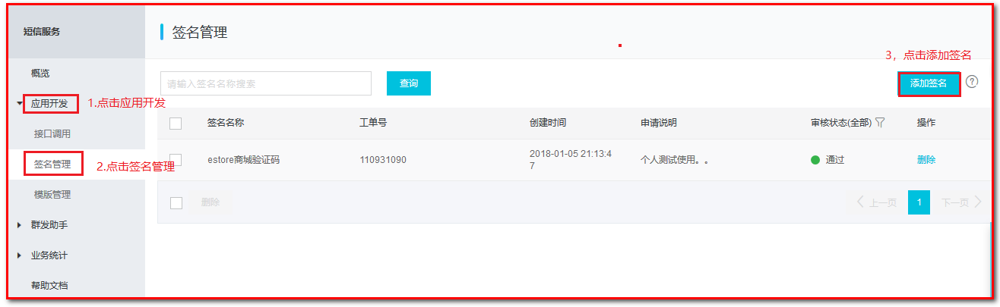 短信服务
签名管理
3，点击添加签名
概览
请输入签名名称搜索
查询
添加签名
?
应用开发
1.点击应用开发
签名名称
工单号
创建时间
申请说明
审核状态(全部)
操作
接口调用
签名管理
2.点击签名管理
estore商城验证码
110931090
2018-01-05 21:13:4
7
个人测试使用。。
通过
删除
模版管理
删除
上一页
1
下一页
群发助手
业务统计
帮助文档